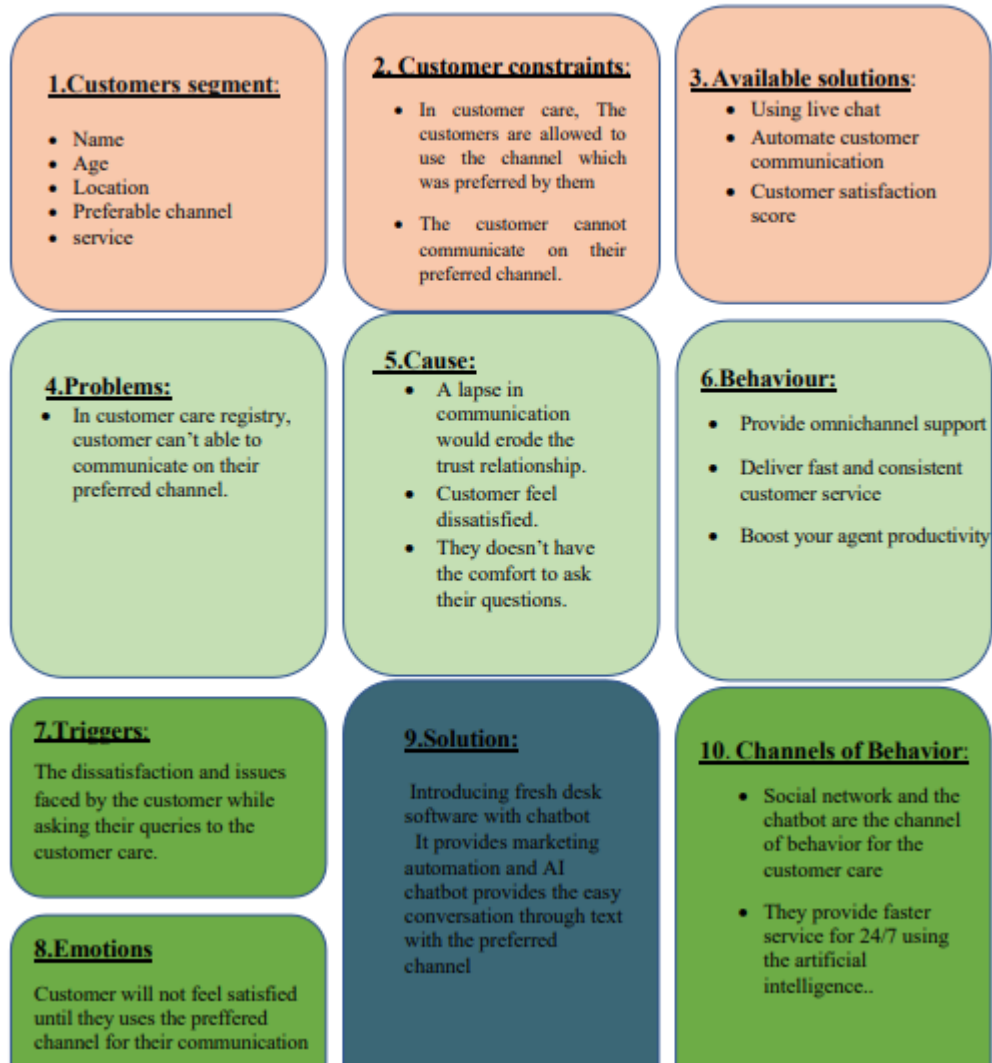 1.Customers segment:
• Name
• Age
• Location
• Preferable channel
• service
2. Customer constraints:
• In customer care, The
customers are allowed to
use the channel which
was preferred by them
• The customer cannot
communicate on their
preferred channel.
3. Available solutions:
• Using live chat
• Automate customer
communication
• Customer satisfaction
score
4.Problems:
• In customer care registry,
customer can't able to
communicate on their
preferred channel.
5.Cause:
• A lapse in
communication
would erode the
trust relationship.
• Customer feel
dissatisfied.
• They doesn't have
the comfort to ask
their questions.
6.Behaviour:
• Provide omnichannel support
• Deliver fast and consistent
customer service
• Boost your agent productivity
7.Triggers:
The dissatisfaction and issues
faced by the customer while
asking their queries to the
customer care.
8.Emotions
Customer will not feel satisfied
until they uses the preffered
channel for their communication
9.Solution:
Introducing fresh desk
software with chatbot
It provides marketing
automation and AI
chatbot provides the easy
conversation through text
with the preferred
channel
10. Channels of Behavior:
• Social network and the
chatbot are the channel
of behavior for the
customer care
• They provide faster
service for 24/7 using
the artificial
intelligence..